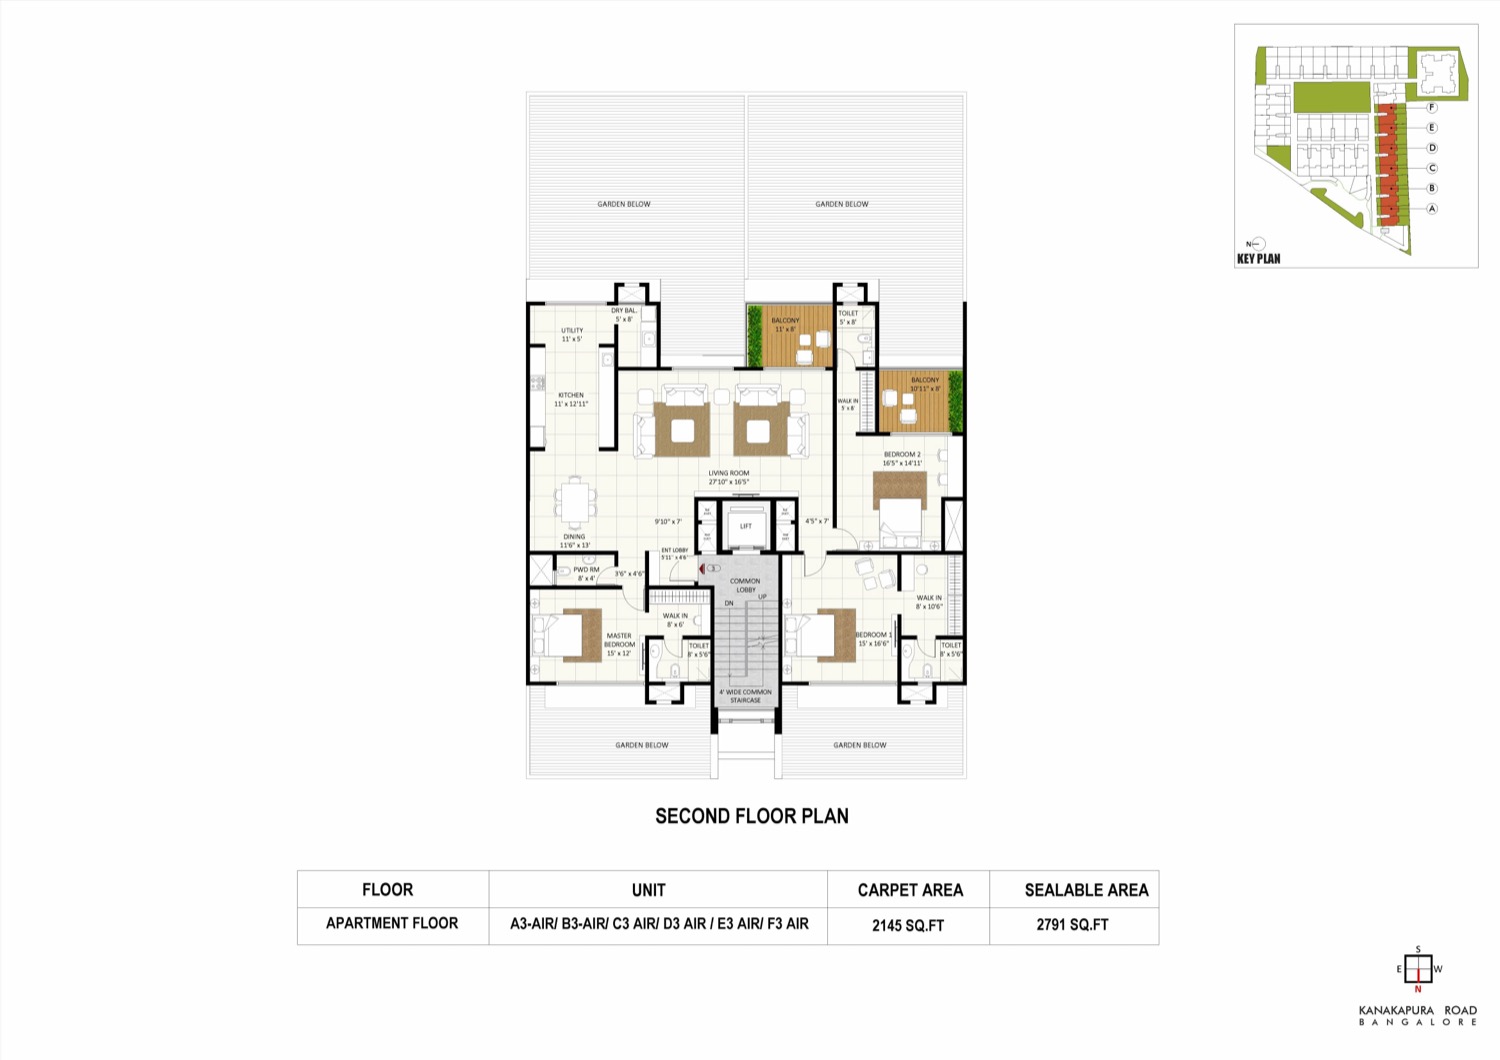 F
E
D
C
B
A
N
KEY PLAN
GARDEN BELOW
GARDEN BELOW
DRY BAL.
5' x 8'
UTILITY
11' x 5'
BALCONY
11' x 8'
TOILET
5' x 8'
KITCHEN
11' x 12'11"
WALK IN
5' x 8'
BALCONY
10'11" x 8'
BEDROOM 2
16'5" x 14'11'
LIVING ROOM
27'10" x 16'5"
9'10" x 7'
LIFT
4'5" x 7'
DINING
11'6" x 13'
ENT LOBBY
5'11" x 4'6"
PWD RM
8' x 4'
3'6" x 4'6"
COMMON
LOBBY
DN
UP
WALK IN
8' x 10'6"
WALK IN
8' x 6'
MASTER
BEDROOM
15' x 12'
TOILET
8' x 5'6"
BEDROOM 1
15' x 16'6"
TOILET
8' x 5'6"
4' WIDE COMMON
STAIRCASE
GARDEN BELOW
GARDEN BELOW
SECOND FLOOR PLAN
FLOOR UNIT CARPET AREA SEALABLE AREA
APARTMENT FLOOR A3-AIR/ B3-AIR/ C3 AIR/ D3 AIR / E3 AIR/ F3 AIR 2145 SQ.FT 2791 SQ.FT
S
E W
N
KANAKAPURA ROAD
BANGALORE